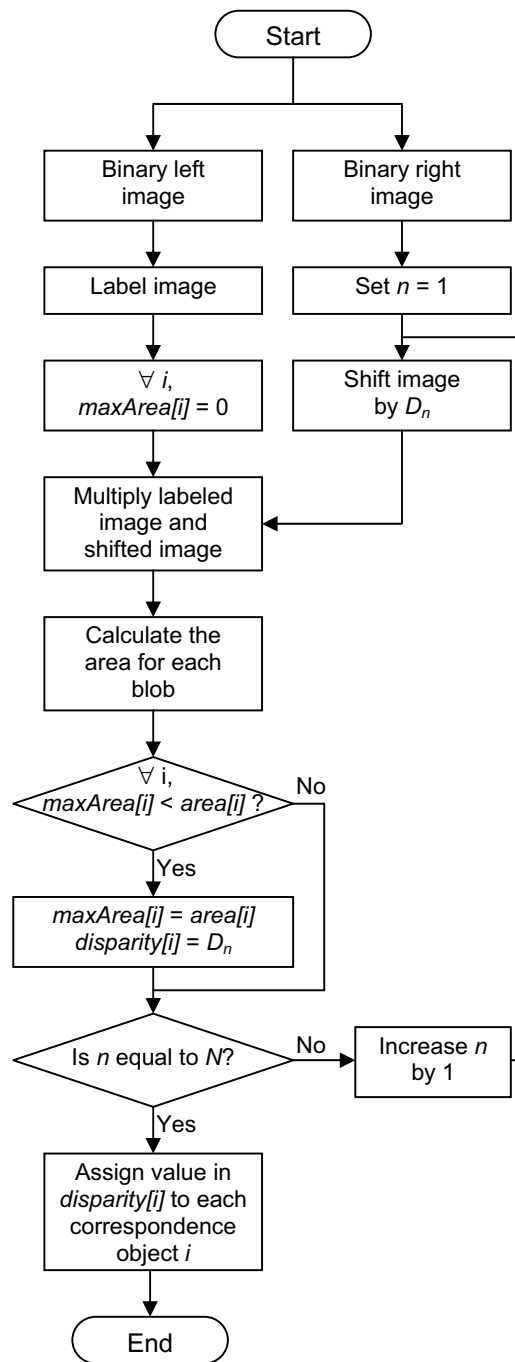 Start
Binary left
image
Binary right
image
Label image
Set n = 1
∀ i,
maxArea[i] = 0
Shift image
by Dn
Multiply labeled
image and
shifted image
Calculate the
area for each
blob
∀ i,
maxArea[i] < area[i] ?
No
Yes
maxArea[i] = area[i]
disparity[i] = Dn
Is n equal to N?
No
Increase n
by 1
Yes
Assign value in
disparity[i] to each
correspondence
object i
End